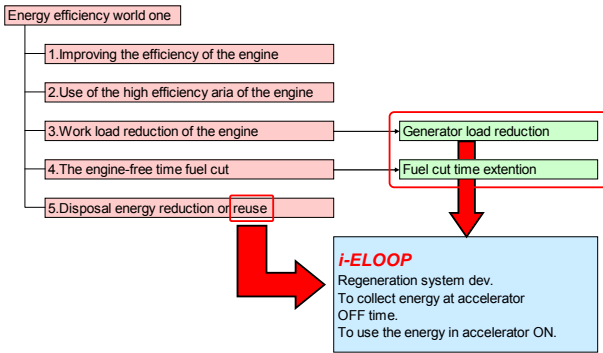 Energy efficiency world one
1.Improving the efficiency of the engine
2.Use of the high efficiency aria of the engine
3.Work load reduction of the engine
Generator load reduction
4.The engine-free time fuel cut
Fuel cut time extention
5.Disposal energy reduction or reuse
i-ELOOP
Regeneration system dev.
To collect energy at accelerator
OFF time.
To use the energy in accelerator ON.